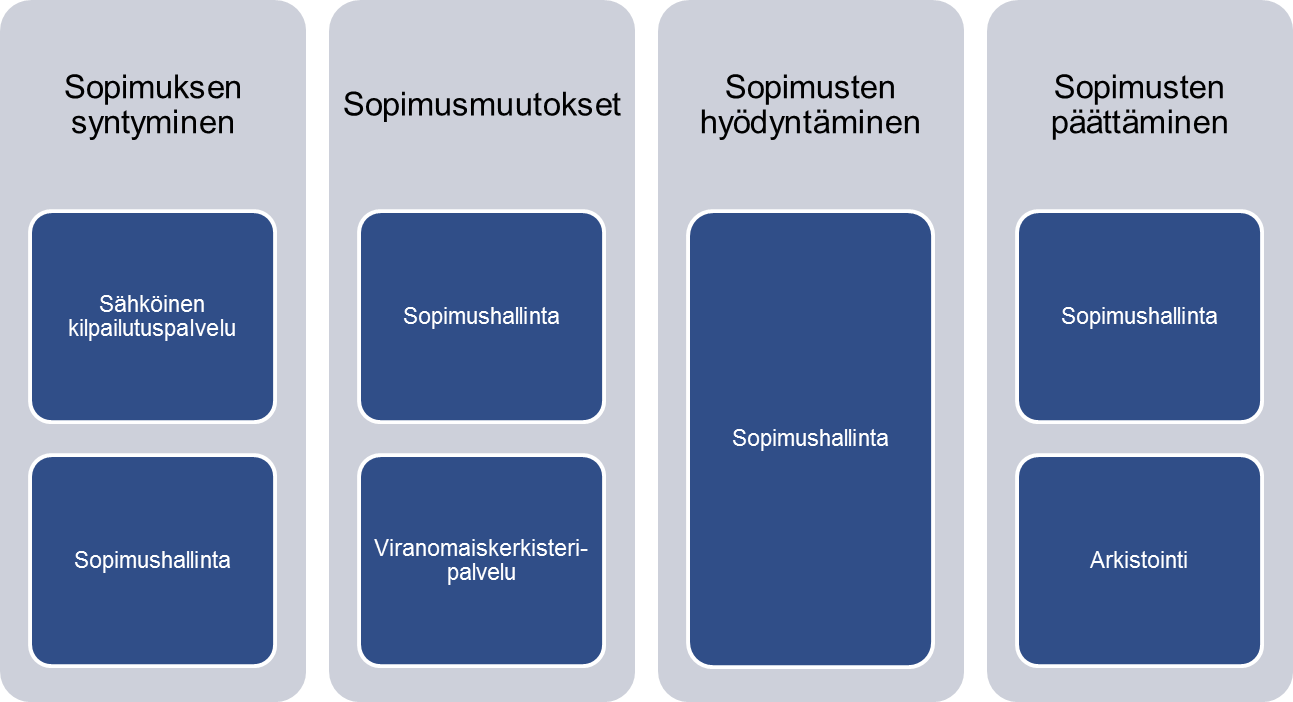 Sopimuksen
syntyminen
Sähköinen
kilpailutuspalvelu
Sopimushallinta
Sopimusmuutokset
Sopimushallinta
Viranomaiskerkisteri-
palvelu
Sopimusten
hyödyntäminen
Sopimushallinta
Sopimusten
päättäminen
Sopimushallinta
Arkistointi